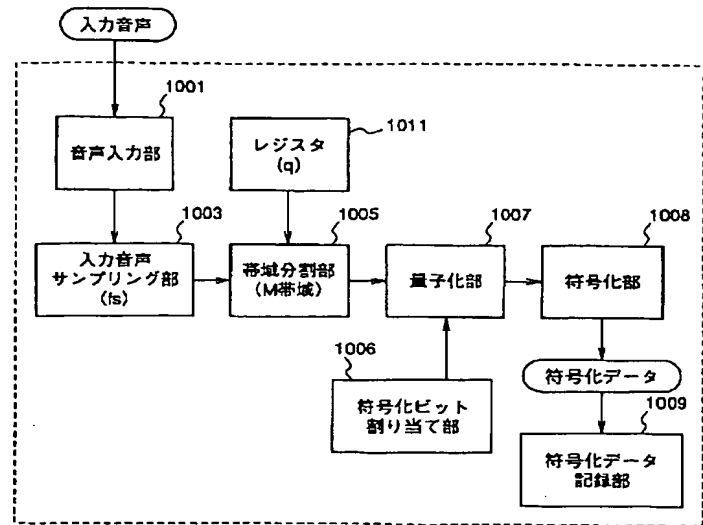 入力音声
1001
音声入力部
1011
レジスタ
(q)
1003
入力音声
サンプリング部
(fs)
1005
帯域分割部
(M帯域)
1007
量子化部
1008
符号化部
1006
符号化ビット
割り当て部
符号化データ
1009
符号化データ
記録部